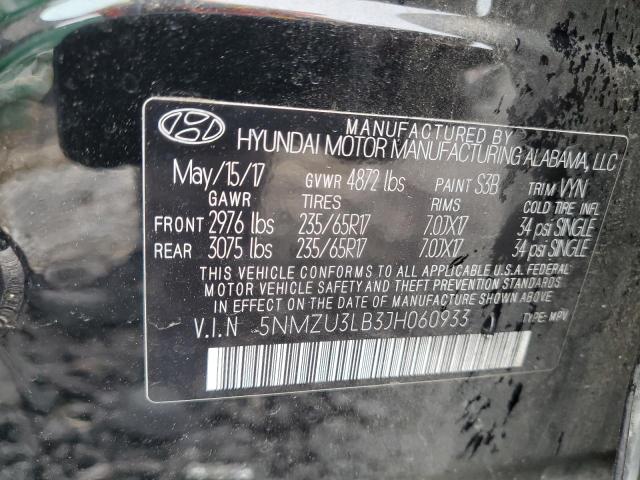 MANUFACTURED BY
HYUNDAI MOTOR MANUFACTURING ALABAMA, LLC
May/15/17 GVWR 4872 lbs PAINT S3B TRIM VYN
GAWR TIRES RIMS COLD TIRE INFL
FRONT 2976 lbs 235/65R17 7.0JX17 34 psi SINGLE
REAR 3075 lbs 235/65R17 7.0JX17 34 psi SINGLE
THIS VEHICLE CONFORMS TO ALL APPLICABLE U.S.A. FEDERAL
MOTOR VEHICLE SAFETY AND THEFT PREVENTION STANDARDS
IN EFFECT ON THE DATE OF MANUFACTURE SHOWN ABOVE.
V.I.N 5NMZU3LB3JH060933 TYPE: MPV